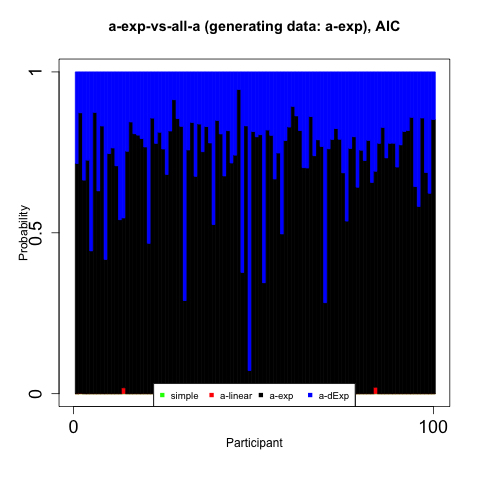 a-exp-vs-all-a (generating data: a-exp), AIC
1
0.5
0
Probability
simple a-linear a-exp a-dExp
0 100
Participant